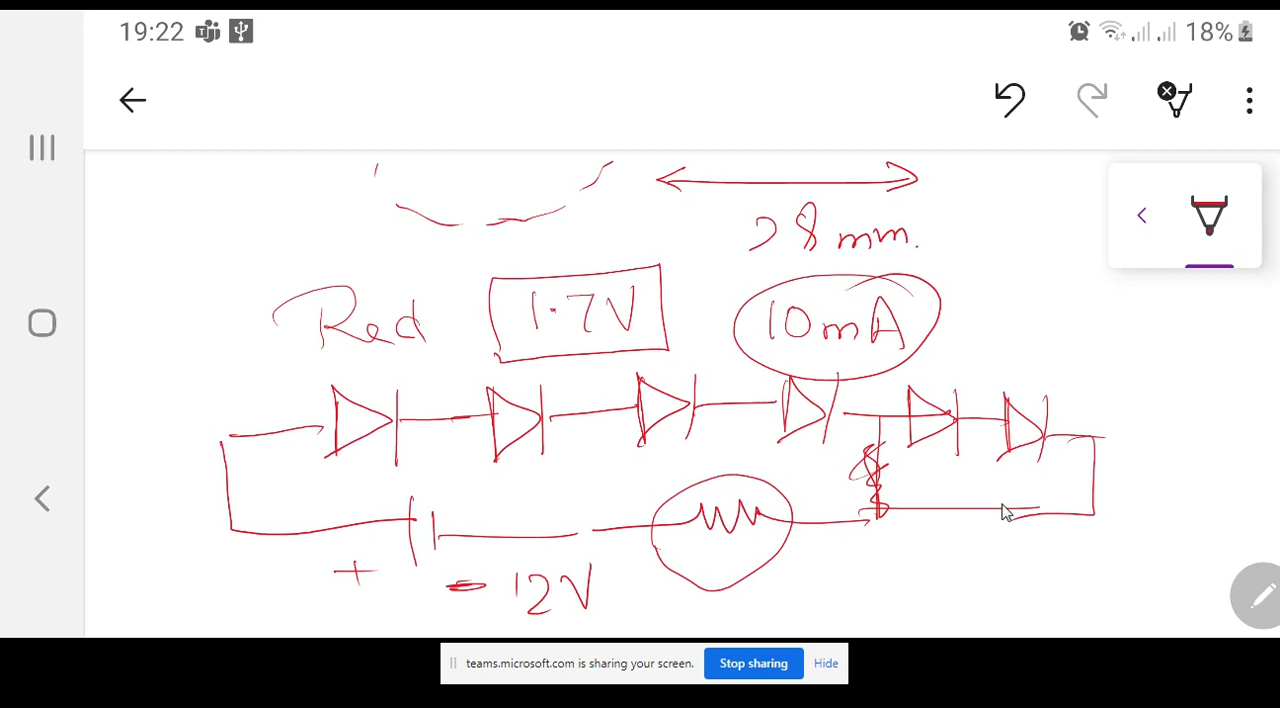 19:22 18%
> 8 mm.
Red 1.7V 10mA
+ - 12V
teams.microsoft.com is sharing your screen. Stop sharing Hide